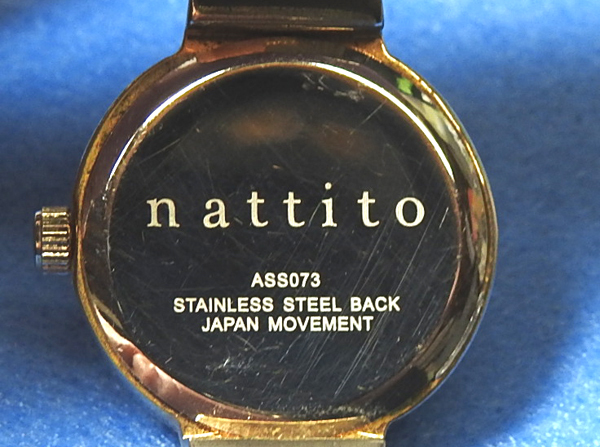 nattito
ASS073
STAINLESS STEEL BACK
JAPAN MOVEMENT